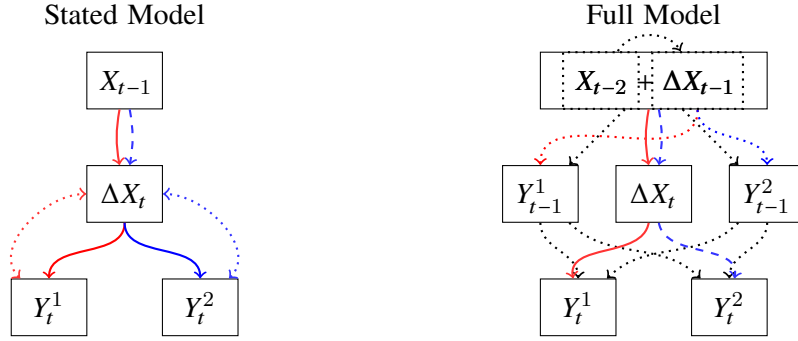 Stated Model
Full Model
X_{t−1}
X_{t−2} + ΔX_{t−1}
ΔX_t
Y^1_{t−1}
ΔX_t
Y^2_{t−1}
Y^1_t
Y^2_t
Y^1_t
Y^2_t